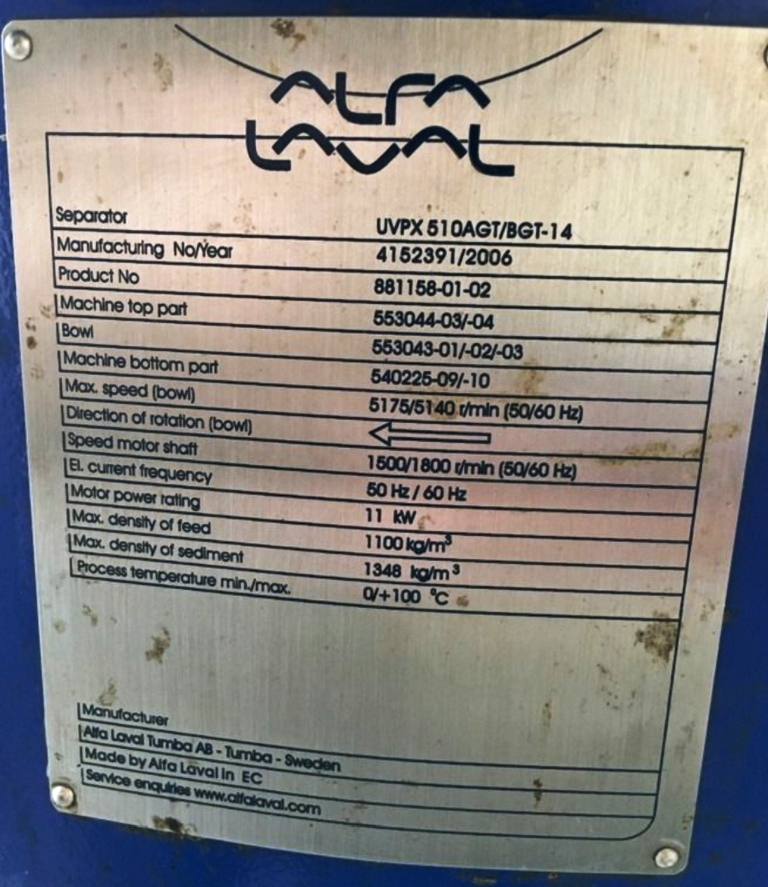 ALFA
LAVAL
Separator UVPX 510AGT/BGT-14
Manufacturing No/Year 4152391/2006
Product No 881158-01-02
Machine top part 553044-03/-04
Bowl 553043-01/-02/-03
Machine bottom part 540225-09/-10
Max. speed (bowl) 5175/5140 r/min (50/60 Hz)
Direction of rotation (bowl)
Speed motor shaft 1500/1800 r/min (50/60 Hz)
El. current frequency 50 Hz / 60 Hz
Motor power rating 11 kW
Max. density of feed 1100 kg/m³
Max. density of sediment 1348 kg/m³
Process temperature min./max. 0/+100 °C
Manufacturer
Alfa Laval Tumba AB - Tumba - Sweden
Made by Alfa Laval in EC
Service enquiries www.alfalaval.com